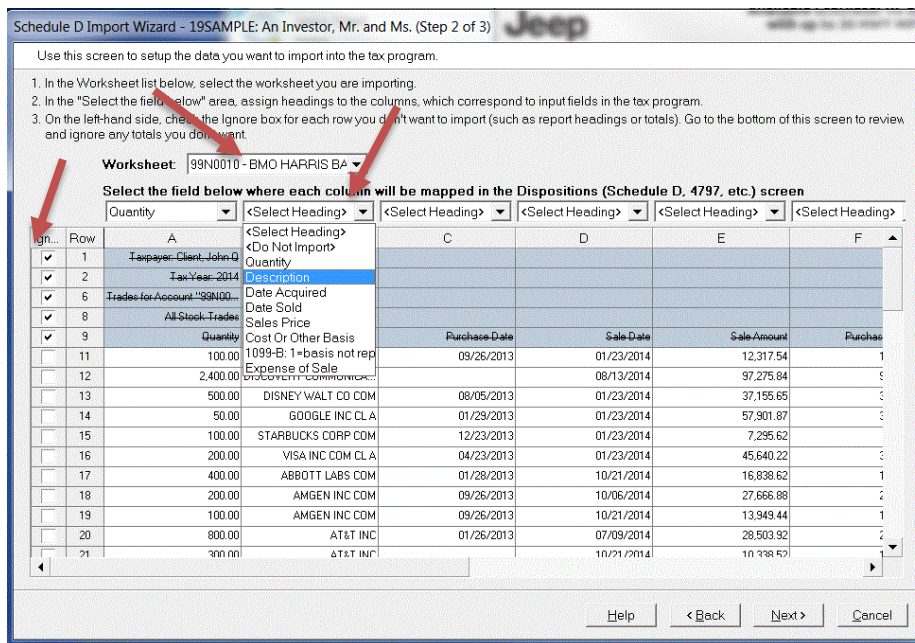 Jeep
Schedule D Import Wizard - 19SAMPLE: An Investor, Mr. and Ms. (Step 2 of 3)
Use this screen to setup the data you want to import into the tax program.
1. In the Worksheet list below, select the worksheet you are importing.
2. In the "Select the field below" area, assign headings to the columns, which correspond to input fields in the tax program.
3. On the left-hand side, check the Ignore box for each row you don't want to import (such as report headings or totals). Go to the bottom of this screen to review
and ignore any totals you don't want.
Worksheet: 99N0010 - BMO HARRIS BA
Select the field below where each column will be mapped in the Dispositions (Schedule D, 4797, etc.) screen
Quantity <Select Heading> <Select Heading> <Select Heading> <Select Heading> <Select Heading>
<Select Heading>
<Do Not Import>
Quantity
Description
Date Acquired
Date Sold
Sales Price
Cost Or Other Basis
1099-B: 1=basis not rep
Expense of Sale
Ign... Row A C D E F
1 Taxpayer: Client, John Q
2 Tax Year: 2014
6 Trades for Account "99N00...
8 All Stock Trades
9 Quantity Purchase Date Sale Date Sale Amount Purchas
11 100.00 09/26/2013 01/23/2014 12,317.54 1
12 2,400.00 DISCOVERY COMMUNICA... 08/13/2014 97,275.84 9
13 500.00 DISNEY WALT CO COM 08/05/2013 01/23/2014 37,155.65 3
14 50.00 GOOGLE INC CL A 01/29/2013 01/23/2014 57,901.87 3
15 100.00 STARBUCKS CORP COM 12/23/2013 01/23/2014 7,295.62
16 200.00 VISA INC COM CL A 04/23/2013 01/23/2014 45,640.22 3
17 400.00 ABBOTT LABS COM 01/28/2013 10/21/2014 16,838.62 1
18 200.00 AMGEN INC COM 09/26/2013 10/06/2014 27,666.88 2
19 100.00 AMGEN INC COM 09/26/2013 10/21/2014 13,949.44 1
20 800.00 AT&T INC 01/26/2013 07/09/2014 28,503.92 2
21 300.00 AT&T INC 10/21/2014 10,338.52 1
Help < Back Next > Cancel